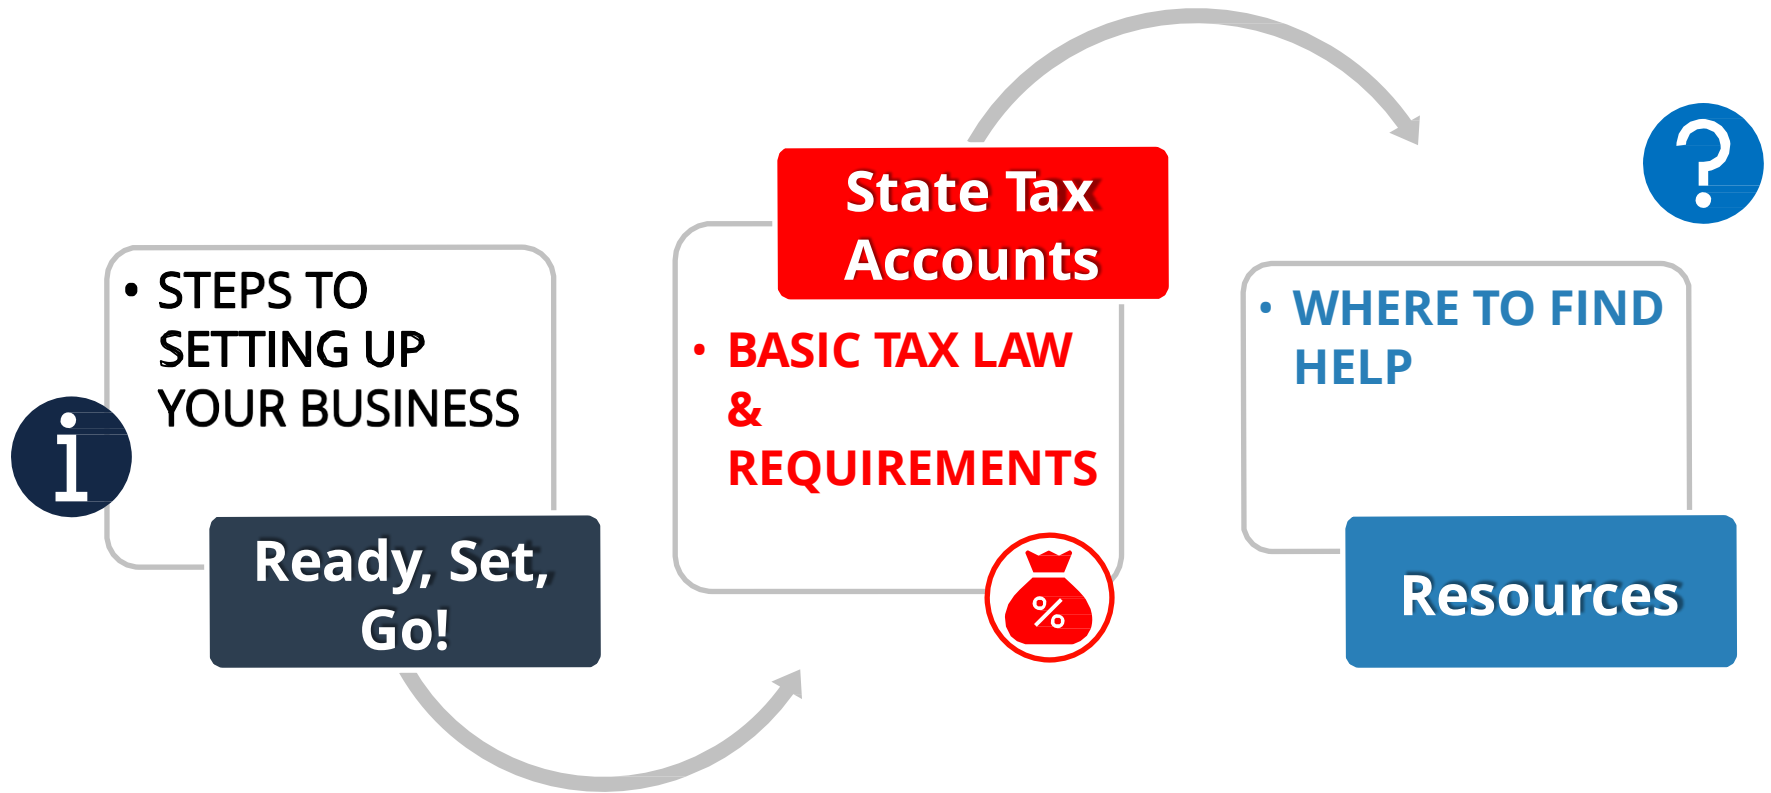 • STEPS TO
SETTING UP
YOUR BUSINESS
Ready, Set,
Go!
State Tax
Accounts
• BASIC TAX LAW
&
REQUIREMENTS
%
• WHERE TO FIND
HELP
Resources
i
?